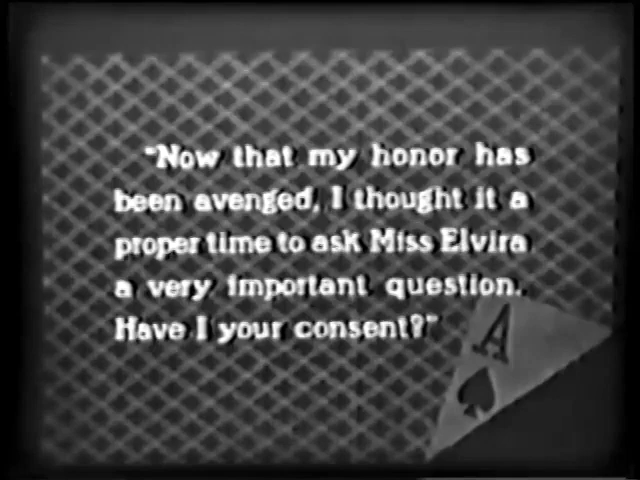 "Now that my honor has
been avenged, I thought it a
proper time to ask Miss Elvira
a very important question.
Have I your consent?"
A